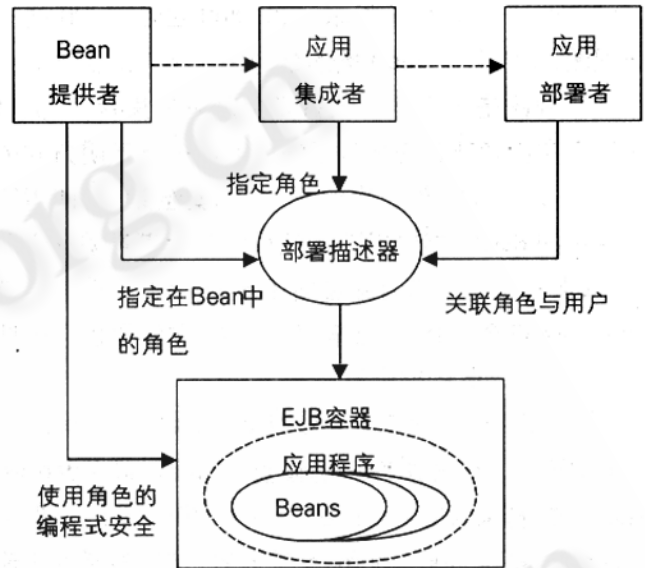 Bean
提供者
应用
集成者
应用
部署者
指定角色
部署描述器
指定在Bean中
的角色
关联角色与用户
EJB容器
应用程序
Beans
使用角色的
编程式安全
org.cn